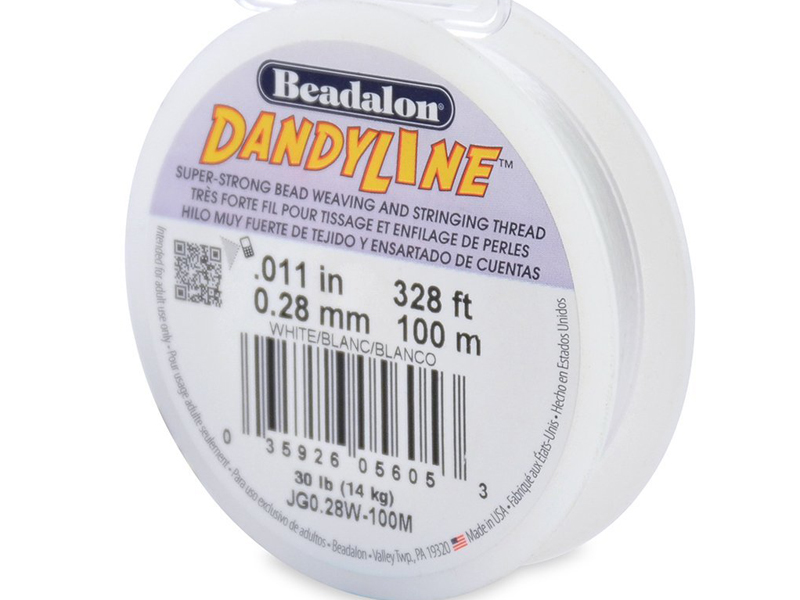 Beadalon®
DANDYLINE™
SUPER-STRONG BEAD WEAVING AND STRINGING THREAD
TRÈS FORTE FIL POUR TISSAGE ET ENFILAGE DE PERLES
HILO MUY FUERTE DE TEJIDO Y ENSARTADO DE CUENTAS
.011 in 328 ft
0.28 mm 100 m
WHITE/BLANC/BLANCO
0 35926 05605 3
30 lb (14 kg)
JG0.28W-100M
Intended for adult use only • Pour usage adulte seulement • Para uso exclusivo de adultos • Beadalon • Valley Twp., PA 19320 Made in USA • Fabriqué aux États-Unis • Hecho en Estados Unidos